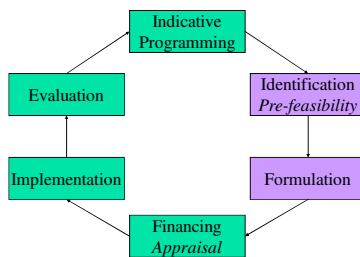 Indicative
Programming
Identification
Pre-feasibility
Formulation
Financing
Appraisal
Implementation
Evaluation